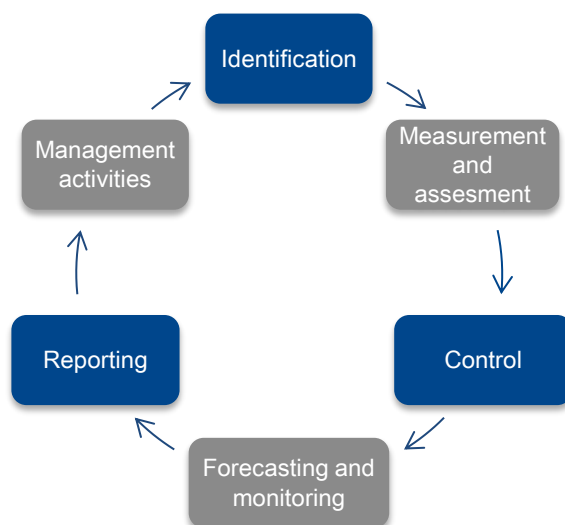 Identification
Measurement
and
assesment
Control
Forecasting and
monitoring
Reporting
Management
activities